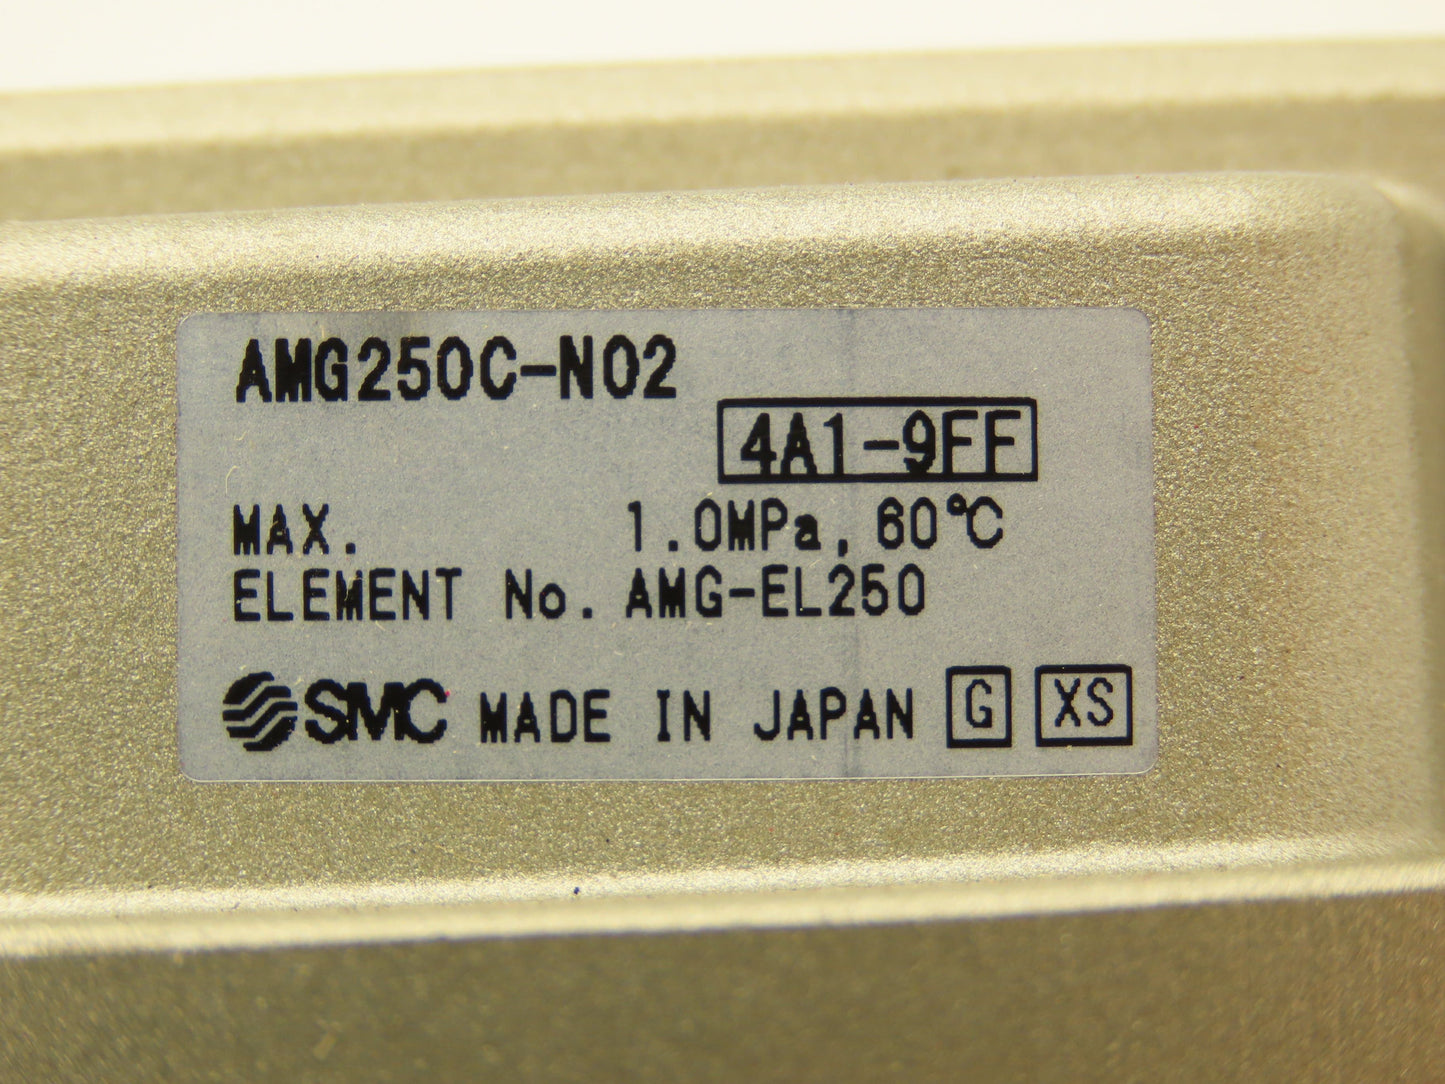 AMG250C-N02
4A1-9FF
MAX. 1.0MPa, 60℃
ELEMENT No. AMG-EL250
SMC MADE IN JAPAN G XS